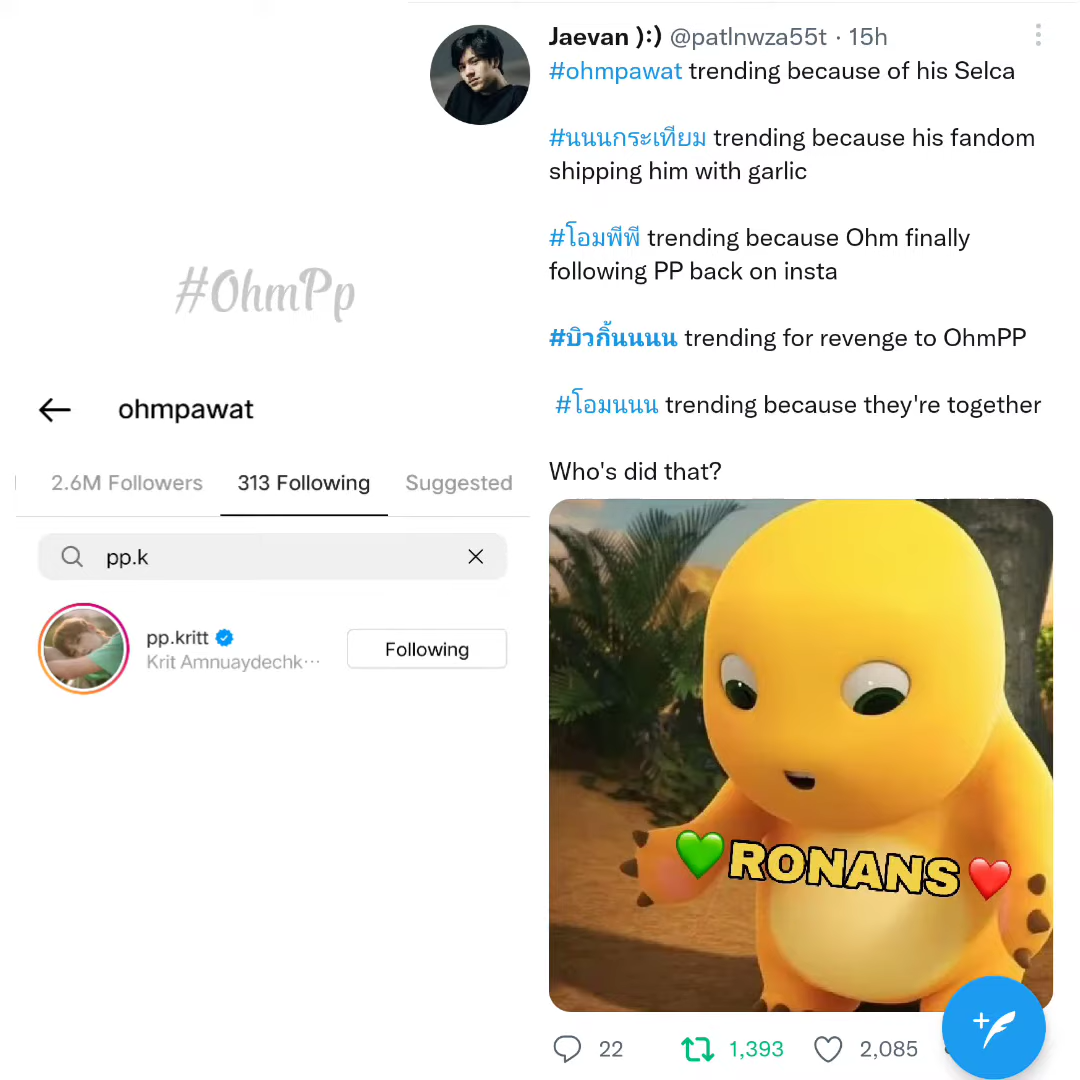 #OhmPp
ohmpawat
2.6M Followers
313 Following
Suggested
pp.k
pp.kritt
Krit Amnuaydechk...
Following
Jaevan ):) @patlnwza55t · 15h
#ohmpawat trending because of his Selca
#นนนกระเทียม trending because his fandom
shipping him with garlic
#โอมพีพี trending because Ohm finally
following PP back on insta
#บิวกิ้นนนน trending for revenge to OhmPP
#โอมนนน trending because they're together
Who's did that?
💚RONANS❤️
22
1,393
2,085